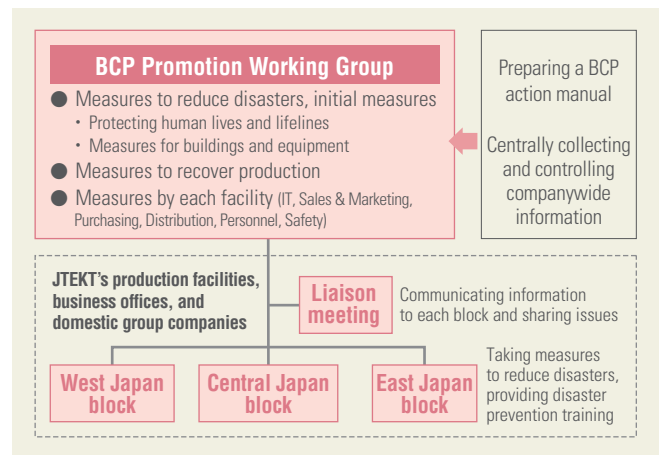 BCP Promotion Working Group
● Measures to reduce disasters, initial measures
・Protecting human lives and lifelines
・Measures for buildings and equipment
● Measures to recover production
● Measures by each facility (IT, Sales & Marketing,
Purchasing, Distribution, Personnel, Safety)
Preparing a BCP
action manual
Centrally collecting
and controlling
companywide
information
JTEKT's production facilities,
business offices, and
domestic group companies
Liaison
meeting
Communicating information
to each block and sharing issues
West Japan
block
Central Japan
block
East Japan
block
Taking measures
to reduce disasters,
providing disaster
prevention training